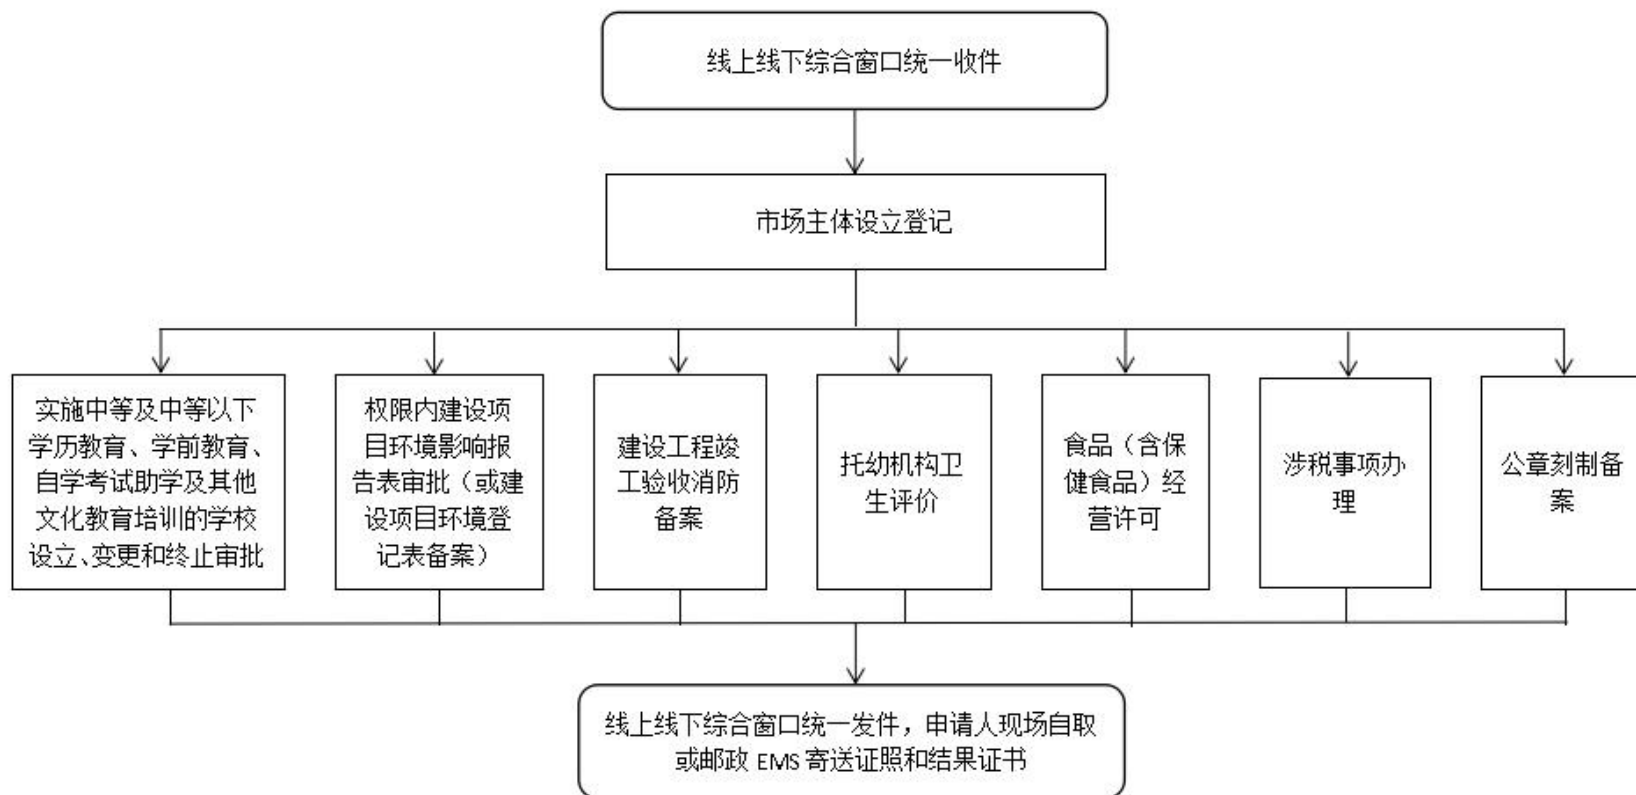 线上线下综合窗口统一收件
市场主体设立登记
实施中等及中等以下
学历教育、学前教育、
自学考试助学及其他
文化教育培训的学校
设立、变更和终止审批
权限内建设项
目环境影响报
告表审批（或建
设项目环境登
记表备案）
建设工程竣
工验收消防
备案
托幼机构卫
生评价
食品（含保
健食品）经
营许可
涉税事项办
理
公章刻制备
案
线上线下综合窗口统一发件，申请人现场自取
或邮政 EMS 寄送证照和结果证书